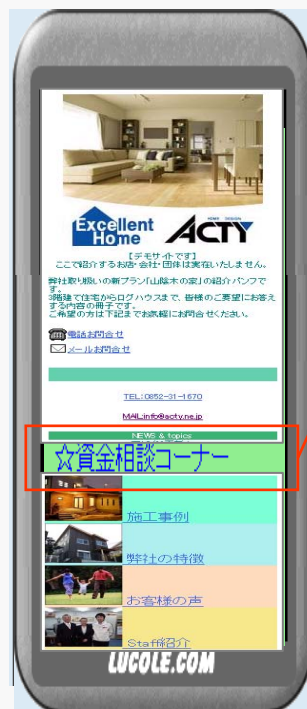 Excellent
Home
HOME DESIGN
ACTY
【デモサイトです】
ここで紹介するお店・会社・団体は実在いたしません。
弊社取り扱いの新プラン「山陰木の家」の紹介パンフで
す。
3階建て住宅からログハウスまで、皆様のご要望にお答え
する内容の冊子です。
ご希望の方は下記までお気軽にお問合せください。
電話お問合せ
メールお問合せ
TEL:0852-31-1670
MAIL:info@acty.ne.jp
NEWS & topics
☆資金相談コーナー
施工事例
弊社の特徴
お客様の声
Staff紹介
LUCOLE.COM